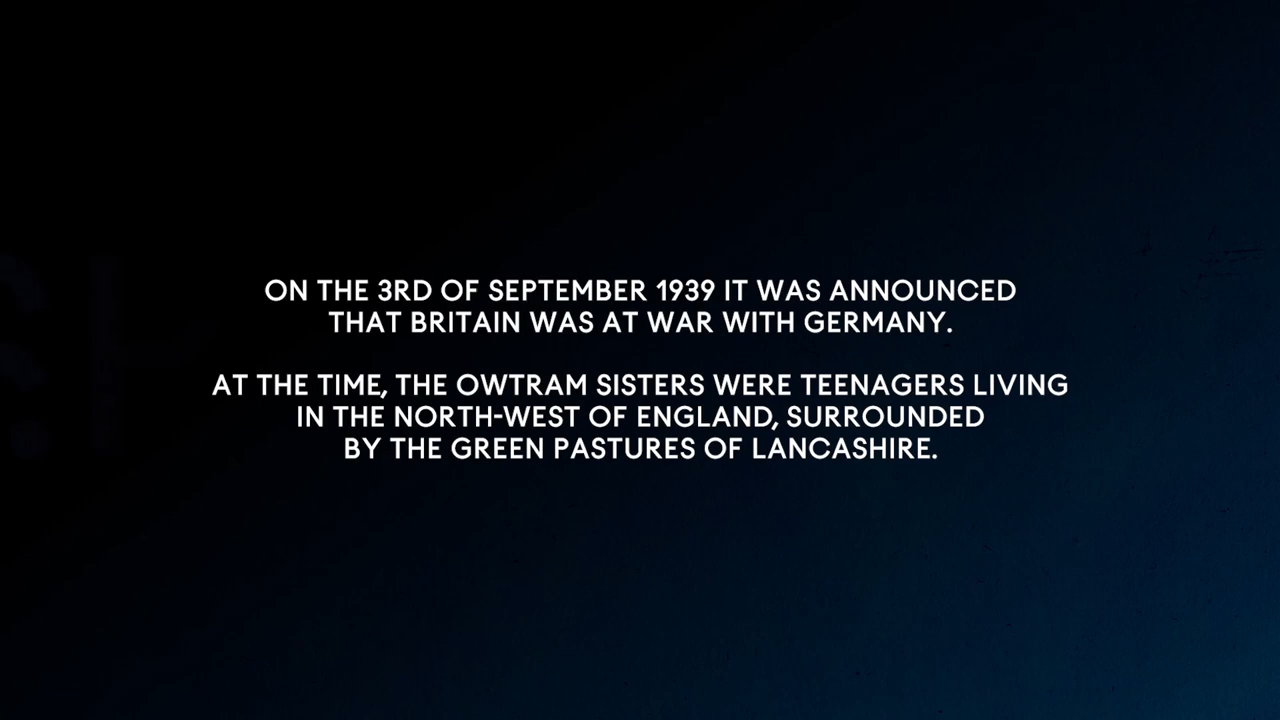 ON THE 3RD OF SEPTEMBER 1939 IT WAS ANNOUNCED
THAT BRITAIN WAS AT WAR WITH GERMANY.
AT THE TIME, THE OWTRAM SISTERS WERE TEENAGERS LIVING
IN THE NORTH-WEST OF ENGLAND, SURROUNDED
BY THE GREEN PASTURES OF LANCASHIRE.